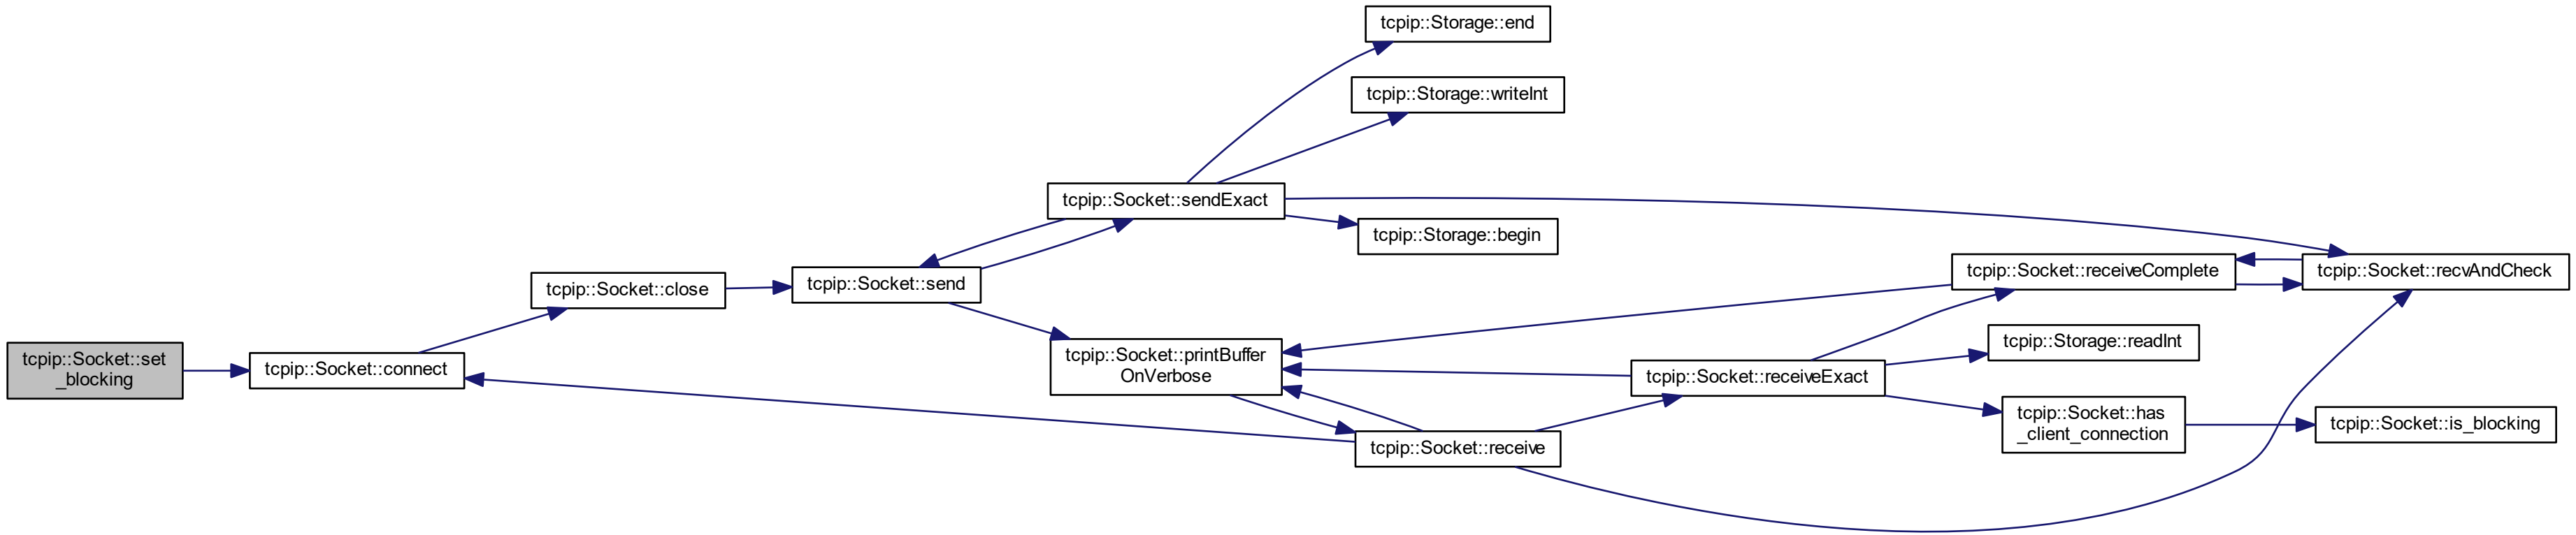 tcpip::Storage::end
tcpip::Storage::writeInt
tcpip::Socket::sendExact
tcpip::Storage::begin
tcpip::Socket::receiveComplete
tcpip::Socket::recvAndCheck
tcpip::Socket::close
tcpip::Socket::send
tcpip::Storage::readInt
tcpip::Socket::set
_blocking
tcpip::Socket::connect
tcpip::Socket::printBuffer
OnVerbose
tcpip::Socket::receiveExact
tcpip::Socket::has
_client_connection
tcpip::Socket::is_blocking
tcpip::Socket::receive